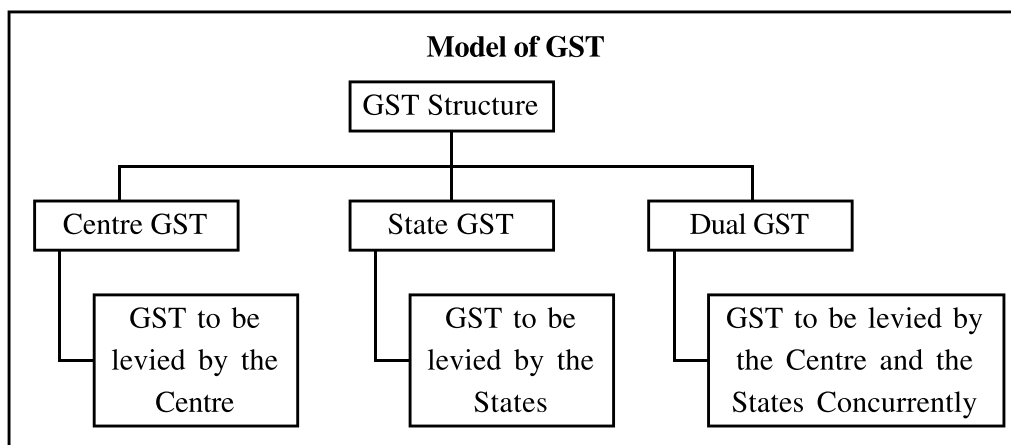 Model of GST
GST Structure
Centre GST
State GST
Dual GST
GST to be
levied by the
Centre
GST to be
levied by the
States
GST to be levied by
the Centre and the
States Concurrently